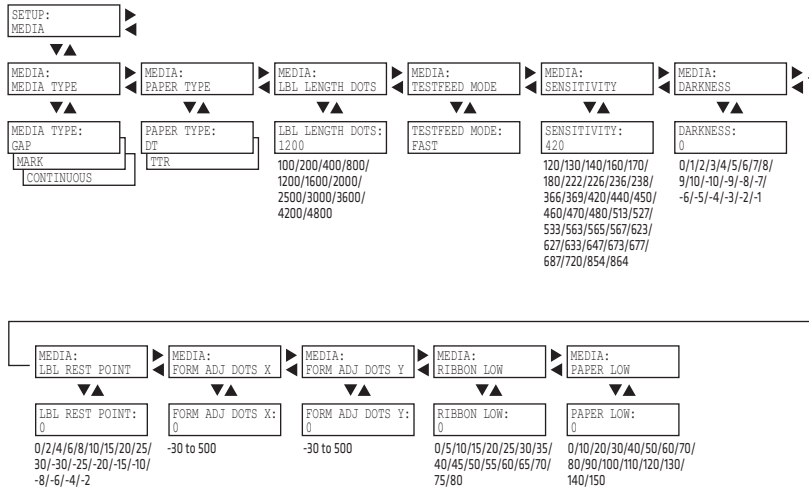 SETUP:
MEDIA
MEDIA:
MEDIA TYPE
MEDIA:
PAPER TYPE
MEDIA:
LBL LENGTH DOTS
MEDIA:
TESTFEED MODE
MEDIA:
SENSITIVITY
MEDIA:
DARKNESS
MEDIA TYPE:
GAP
MARK
CONTINUOUS
PAPER TYPE:
DT
TTR
LBL LENGTH DOTS:
1200
100/200/400/800/
1200/1600/2000/
2500/3000/3600/
4200/4800
TESTFEED MODE:
FAST
SENSITIVITY:
420
120/130/140/160/170/
180/222/226/236/238/
366/369/420/440/450/
460/470/480/513/527/
533/563/565/567/623/
627/633/647/673/677/
687/720/854/864
DARKNESS:
0
0/1/2/3/4/5/6/7/8/
9/10/-10/-9/-8/-7/
-6/-5/-4/-3/-2/-1
MEDIA:
LBL REST POINT
MEDIA:
FORM ADJ DOTS X
MEDIA:
FORM ADJ DOTS Y
MEDIA:
RIBBON LOW
MEDIA:
PAPER LOW
LBL REST POINT:
0
0/2/4/6/8/10/15/20/25/
30/-30/-25/-20/-15/-10/
-8/-6/-4/-2
FORM ADJ DOTS X:
0
-30 to 500
FORM ADJ DOTS Y:
0
-30 to 500
RIBBON LOW:
0
0/5/10/15/20/25/30/35/
40/45/50/55/60/65/70/
75/80
PAPER LOW:
0
0/10/20/30/40/50/60/70/
80/90/100/110/120/130/
140/150